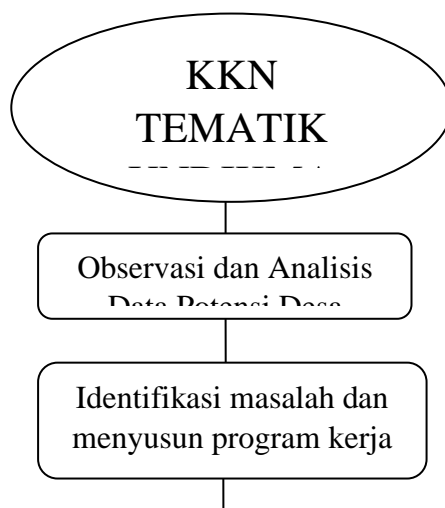 KKN
TEMATIK
Observasi dan Analisis
Data Potensi Desa
Identifikasi masalah dan
menyusun program kerja